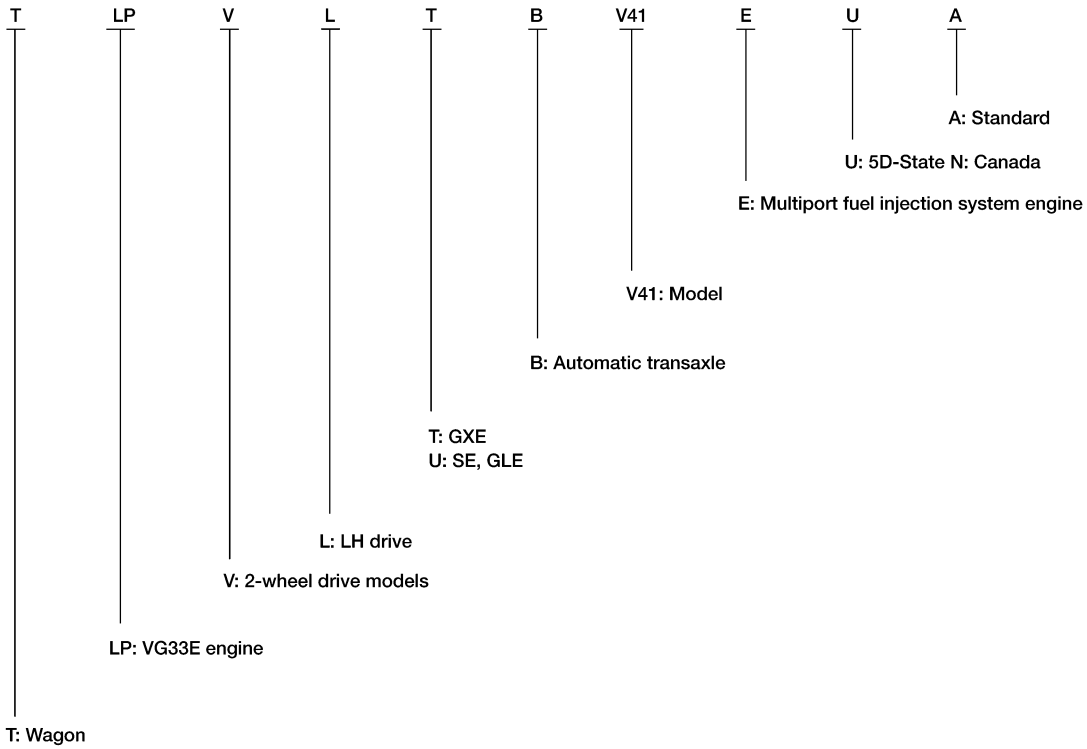 T LP V L T B V41 E U A
A: Standard
U: 5D-State N: Canada
E: Multiport fuel injection system engine
V41: Model
B: Automatic transaxle
T: GXE
U: SE, GLE
L: LH drive
V: 2-wheel drive models
LP: VG33E engine
T: Wagon